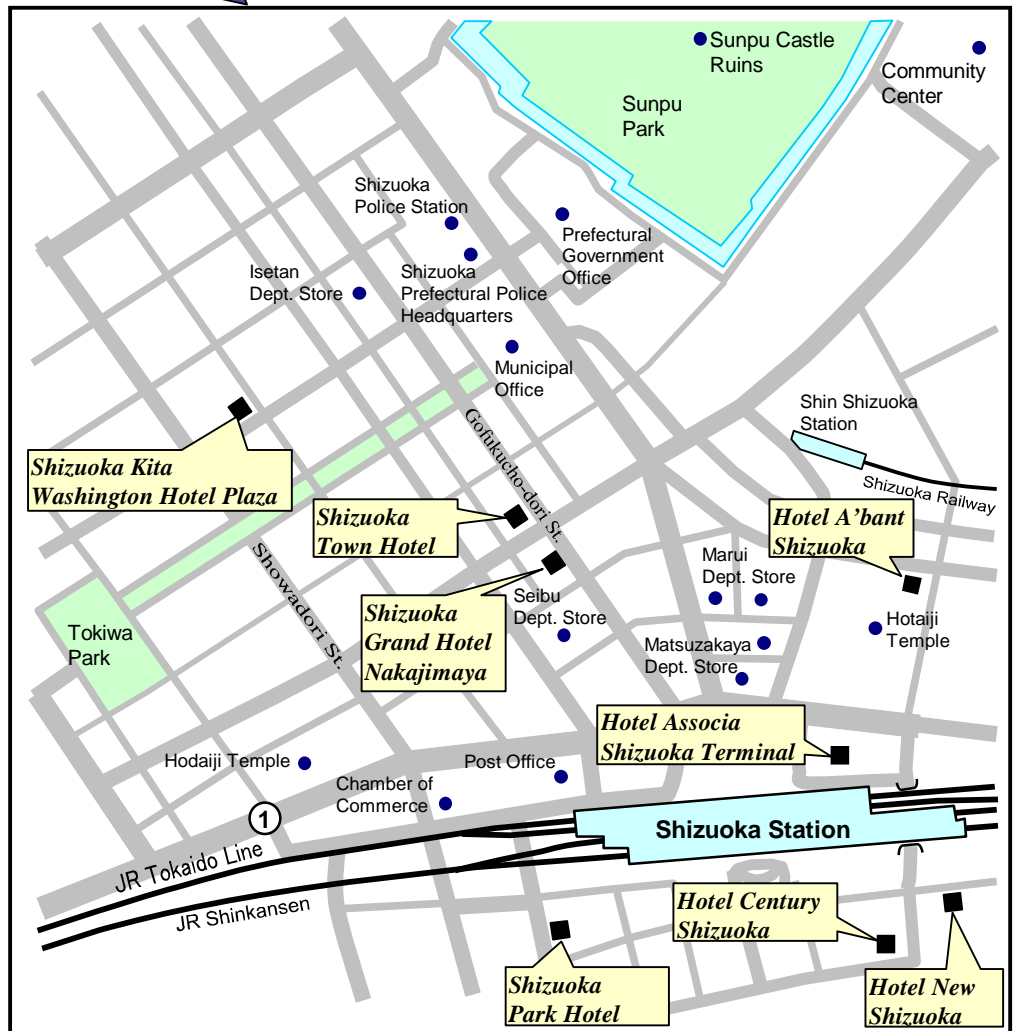 Sunpu Castle
Ruins
Community
Center
Sunpu
Park
Shizuoka
Police Station
Prefectural
Government
Office
Isetan
Dept. Store
Shizuoka
Prefectural Police
Headquarters
Municipal
Office
Shin Shizuoka
Station
Shizuoka Railway
Gofukucho-dori St.
Shizuoka Kita
Washington Hotel Plaza
Shizuoka
Town Hotel
Hotel A'bant
Shizuoka
Marui
Dept. Store
Showadori St.
Shizuoka
Grand Hotel
Nakajimaya
Seibu
Dept. Store
Hotaiji
Temple
Tokiwa
Park
Matsuzakaya
Dept. Store
Hotel Associa
Shizuoka Terminal
Hodaiji Temple
Post Office
Chamber of
Commerce
1
Shizuoka Station
JR Tokaido Line
JR Shinkansen
Hotel Century
Shizuoka
Shizuoka
Park Hotel
Hotel New
Shizuoka